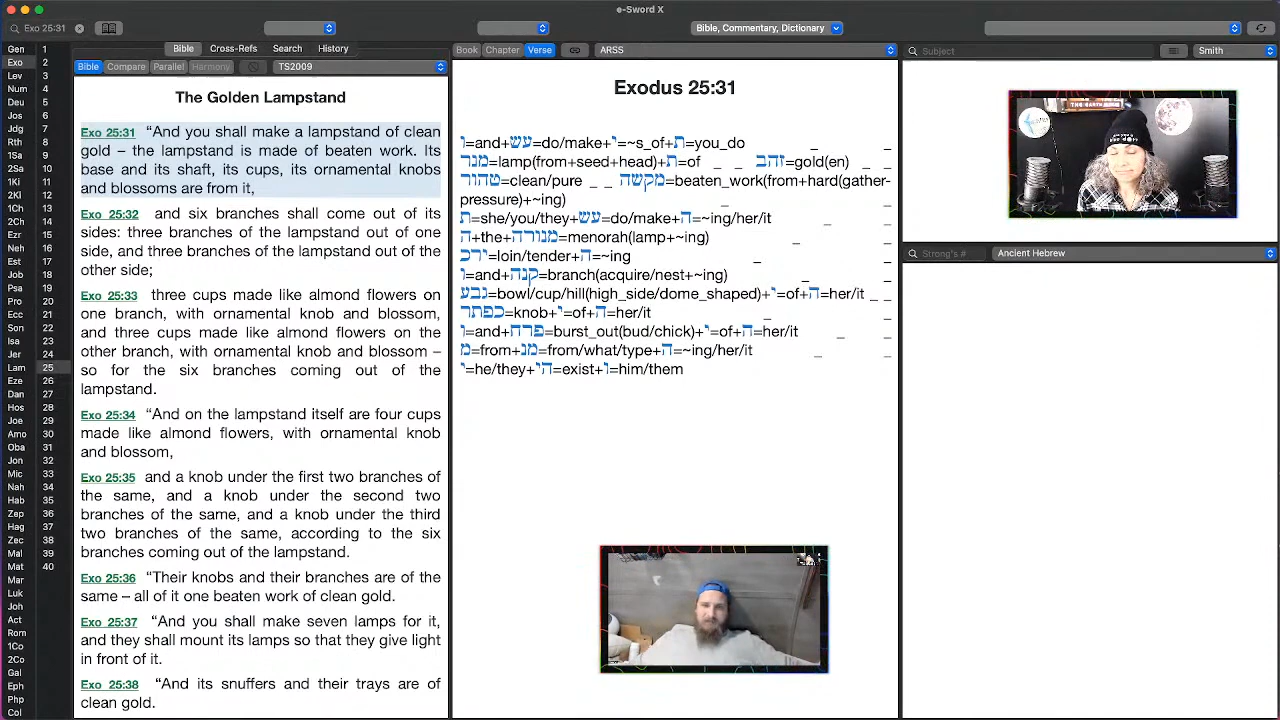 e-Sword X
Exo 25:31
Bible, Commentary, Dictionary
Gen
Exo
Lev
Num
Deu
Jos
Jdg
Rth
1Sa
2Sa
1Ki
2Ki
1Ch
2Ch
Ezr
Neh
Est
Job
Psa
Pro
Ecc
Son
Isa
Jer
Lam
Eze
Dan
Hos
Joe
Amo
Oba
Jon
Mic
Nah
Hab
Zep
Hag
Zec
Mal
Mat
Mar
Luk
Joh
Act
Rom
1Co
2Co
Gal
Eph
Php
Col
1
2
3
4
5
6
7
8
9
10
11
12
13
14
15
16
17
18
19
20
21
22
23
24
25
26
27
28
29
30
31
32
33
34
35
36
37
38
39
40
Bible Cross-Refs Search History
Bible Compare Parallel Harmony TS2009
The Golden Lampstand
Exo 25:31 “And you shall make a lampstand of clean
gold – the lampstand is made of beaten work. Its
base and its shaft, its cups, its ornamental knobs
and blossoms are from it,
Exo 25:32 and six branches shall come out of its
sides: three branches of the lampstand out of one
side, and three branches of the lampstand out of the
other side;
Exo 25:33 three cups made like almond flowers on
one branch, with ornamental knob and blossom,
and three cups made like almond flowers on the
other branch, with ornamental knob and blossom –
so for the six branches coming out of the
lampstand.
Exo 25:34 “And on the lampstand itself are four cups
made like almond flowers, with ornamental knob
and blossom,
Exo 25:35 and a knob under the first two branches of
the same, and a knob under the second two
branches of the same, and a knob under the third
two branches of the same, according to the six
branches coming out of the lampstand.
Exo 25:36 “Their knobs and their branches are of the
same – all of it one beaten work of clean gold.
Exo 25:37 “And you shall make seven lamps for it,
and they shall mount its lamps so that they give light
in front of it.
Exo 25:38 “And its snuffers and their trays are of
clean gold.
Book Chapter Verse ARSS
Exodus 25:31
ו=and+עש=do/make+י=~s_of+ת=you_do _ _
מנר=lamp(from+seed+head)+ת=of _ _ זהב=gold(en)
טהור=clean/pure _ _ מקשה=beaten_work(from+hard(gather-
pressure)+~ing) _ _
ת=she/you/they+עש=do/make+ה=~ing/her/it
ה+the+מנורה=menorah(lamp+~ing) _ _
ירכ=loin/tender+ה=~ing _ _
ו=and+קנה=branch(acquire/nest+~ing) _ _
גבע=bowl/cup/hill(high_side/dome_shaped)+י=of+ה=her/it _ _
כפתר=knob+י=of+ה=her/it _ _
ו=and+פרח=burst_out(bud/chick)+י=of+ה=her/it _ _
מ=from+מנ=from/what/type+ה=~ing/her/it _ _
י=he/they+הי=exist+ו=him/them
Subject Smith
Strong's # Ancient Hebrew